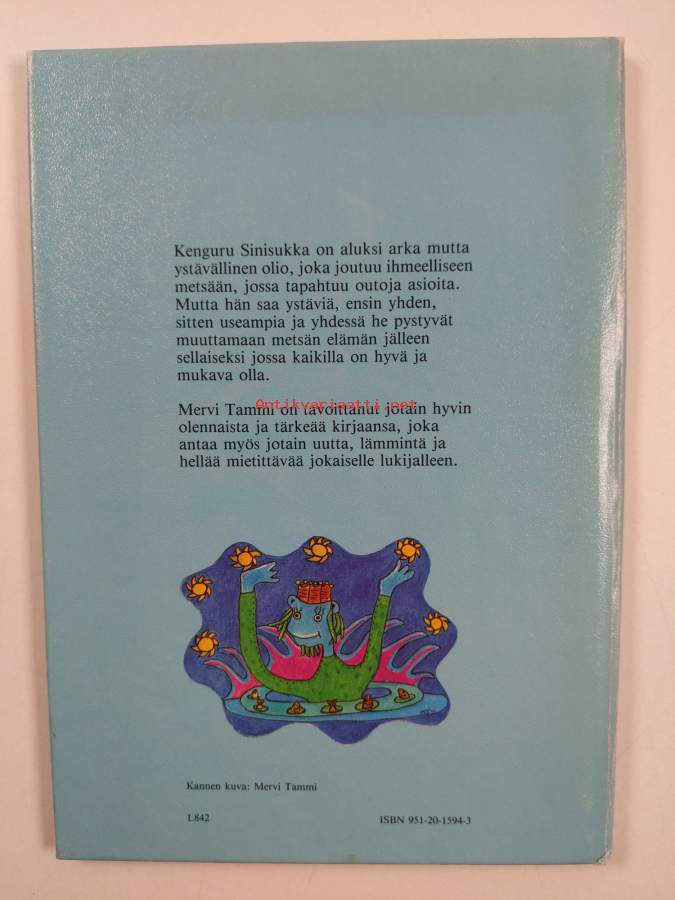 Kenguru Sinisukka on aluksi arka mutta
ystävällinen olio, joka joutuu ihmeelliseen
metsään, jossa tapahtuu outoja asioita.
Mutta hän saa ystäviä, ensin yhden,
sitten useampia ja yhdessä he pystyvät
muuttamaan metsän elämän jälleen
sellaiseksi jossa kaikilla on hyvä ja
mukava olla.
Antikvariaatti.net
Mervi Tammi on tavoittanut jotain hyvin
olennaista ja tärkeää kirjaansa, joka
antaa myös jotain uutta, lämmintä ja
hellää mietittävää jokaiselle lukijalleen.
Kannen kuva: Mervi Tammi
L842
ISBN 951-20-1594-3